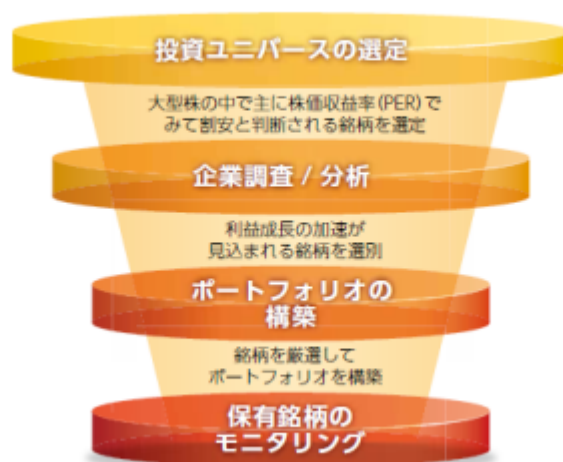 投資ユニバースの選定
大型株の中で主に株価収益率(PER)で
みて割安と判断される銘柄を選定
企業調査 / 分析
利益成長の加速が
見込まれる銘柄を選別
ポートフォリオの
構築
銘柄を厳選して
ポートフォリオを構築
保有銘柄の
モニタリング